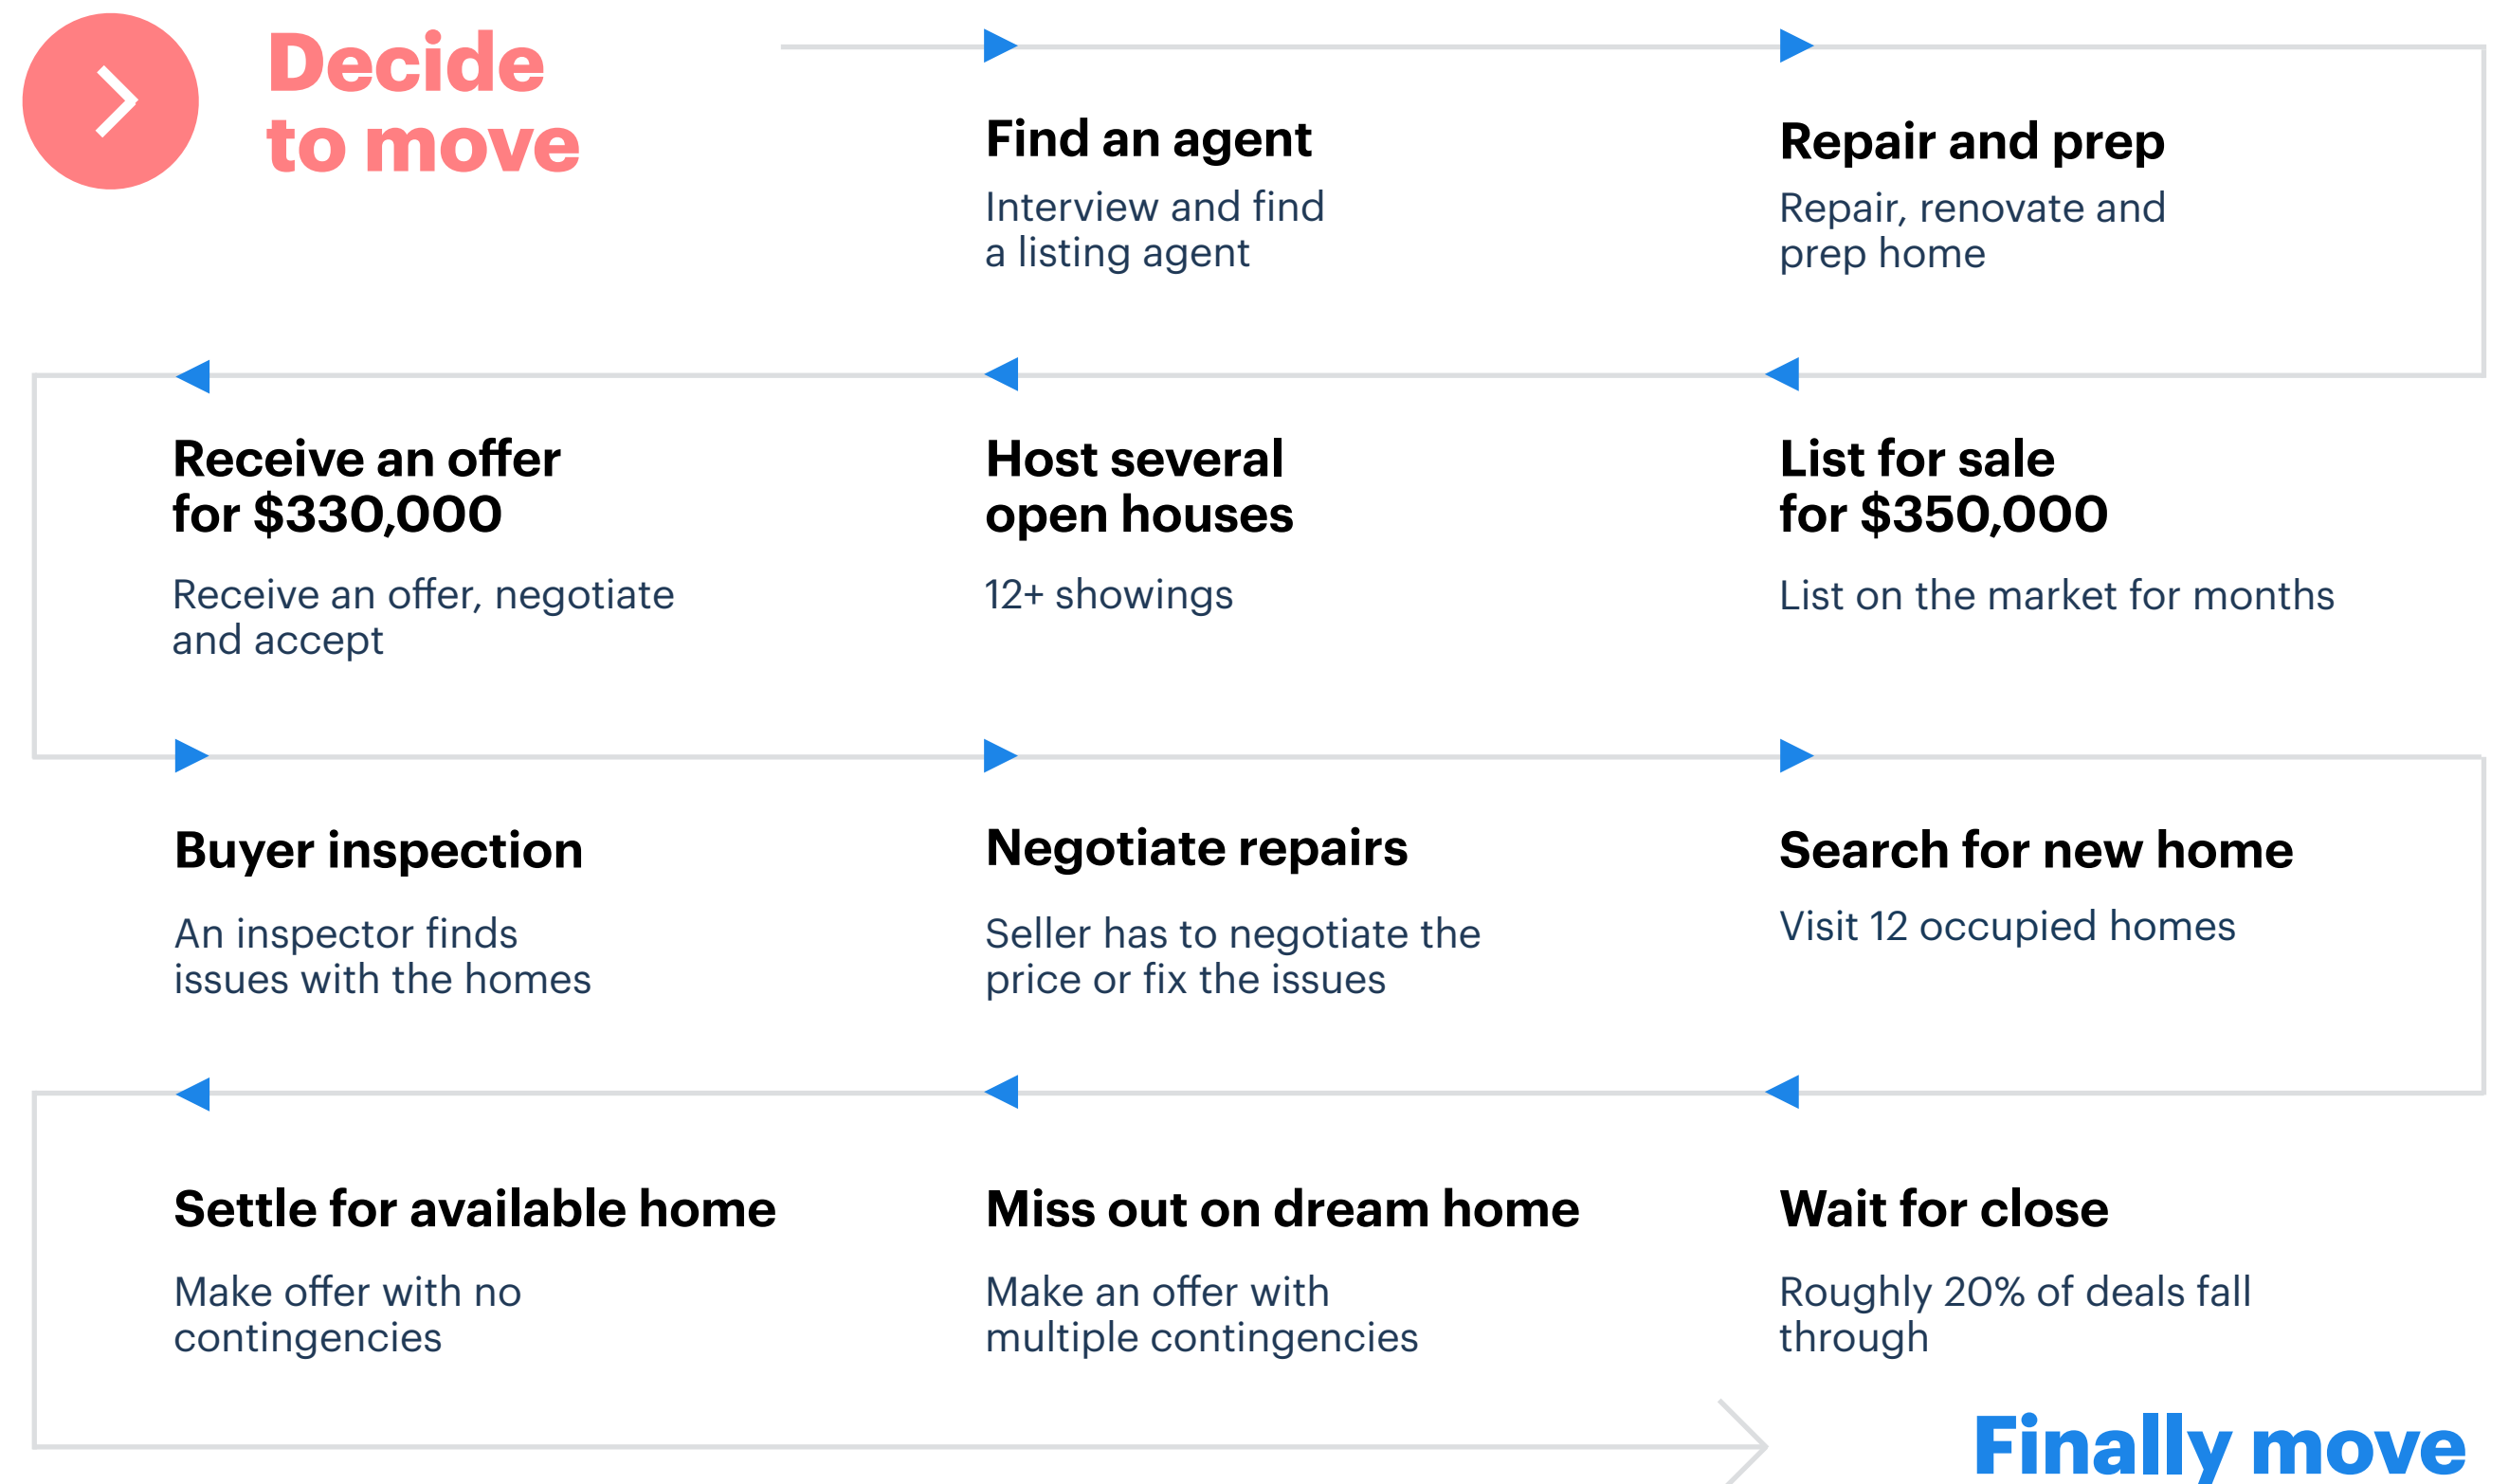 Decide
to move
Find an agent
Interview and find
a listing agent
Repair and prep
Repair, renovate and
prep home
List for sale
for $350,000
List on the market for months
Host several
open houses
12+ showings
Receive an offer
for $330,000
Receive an offer, negotiate
and accept
Buyer inspection
An inspector finds
issues with the homes
Negotiate repairs
Seller has to negotiate the
price or fix the issues
Search for new home
Visit 12 occupied homes
Wait for close
Roughly 20% of deals fall
through
Miss out on dream home
Make an offer with
multiple contingencies
Settle for available home
Make offer with no
contingencies
Finally move